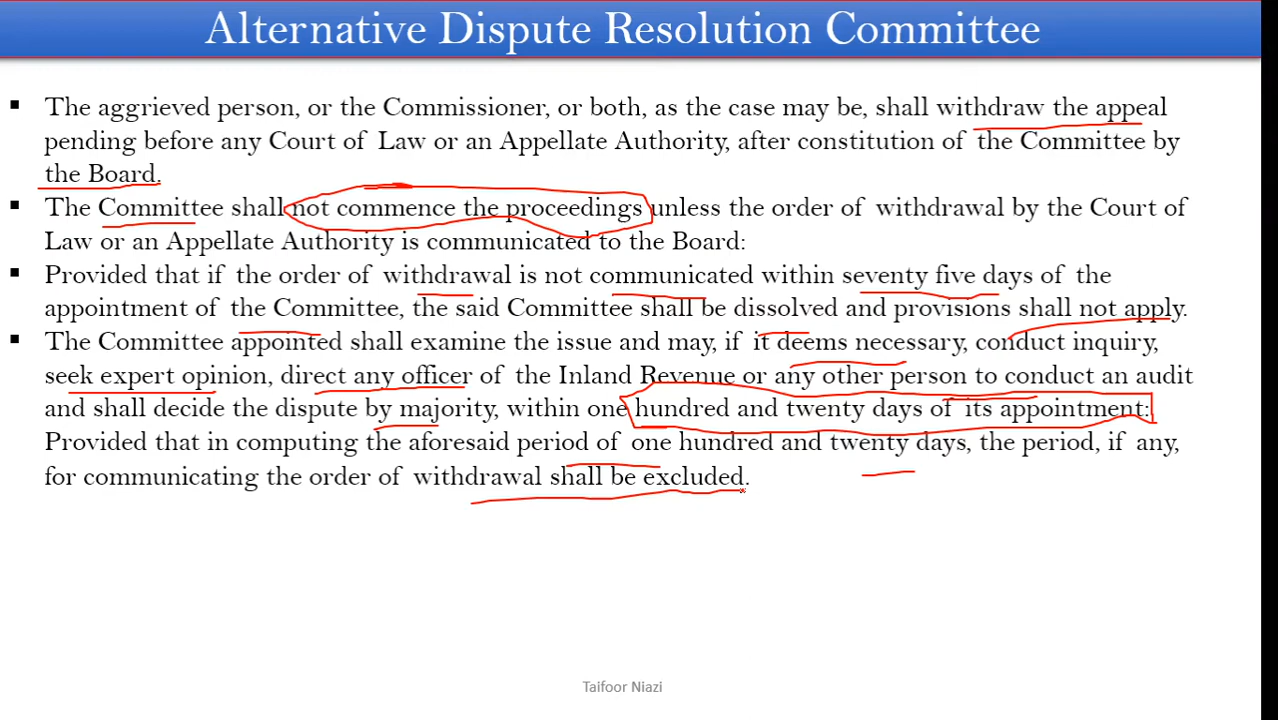 Alternative Dispute Resolution Committee
▪ The aggrieved person, or the Commissioner, or both, as the case may be, shall withdraw the appeal
pending before any Court of Law or an Appellate Authority, after constitution of the Committee by
the Board.
▪ The Committee shall not commence the proceedings unless the order of withdrawal by the Court of
Law or an Appellate Authority is communicated to the Board:
▪ Provided that if the order of withdrawal is not communicated within seventy five days of the
appointment of the Committee, the said Committee shall be dissolved and provisions shall not apply.
▪ The Committee appointed shall examine the issue and may, if it deems necessary, conduct inquiry,
seek expert opinion, direct any officer of the Inland Revenue or any other person to conduct an audit
and shall decide the dispute by majority, within one hundred and twenty days of its appointment:
Provided that in computing the aforesaid period of one hundred and twenty days, the period, if any,
for communicating the order of withdrawal shall be excluded.
Taifoor Niazi